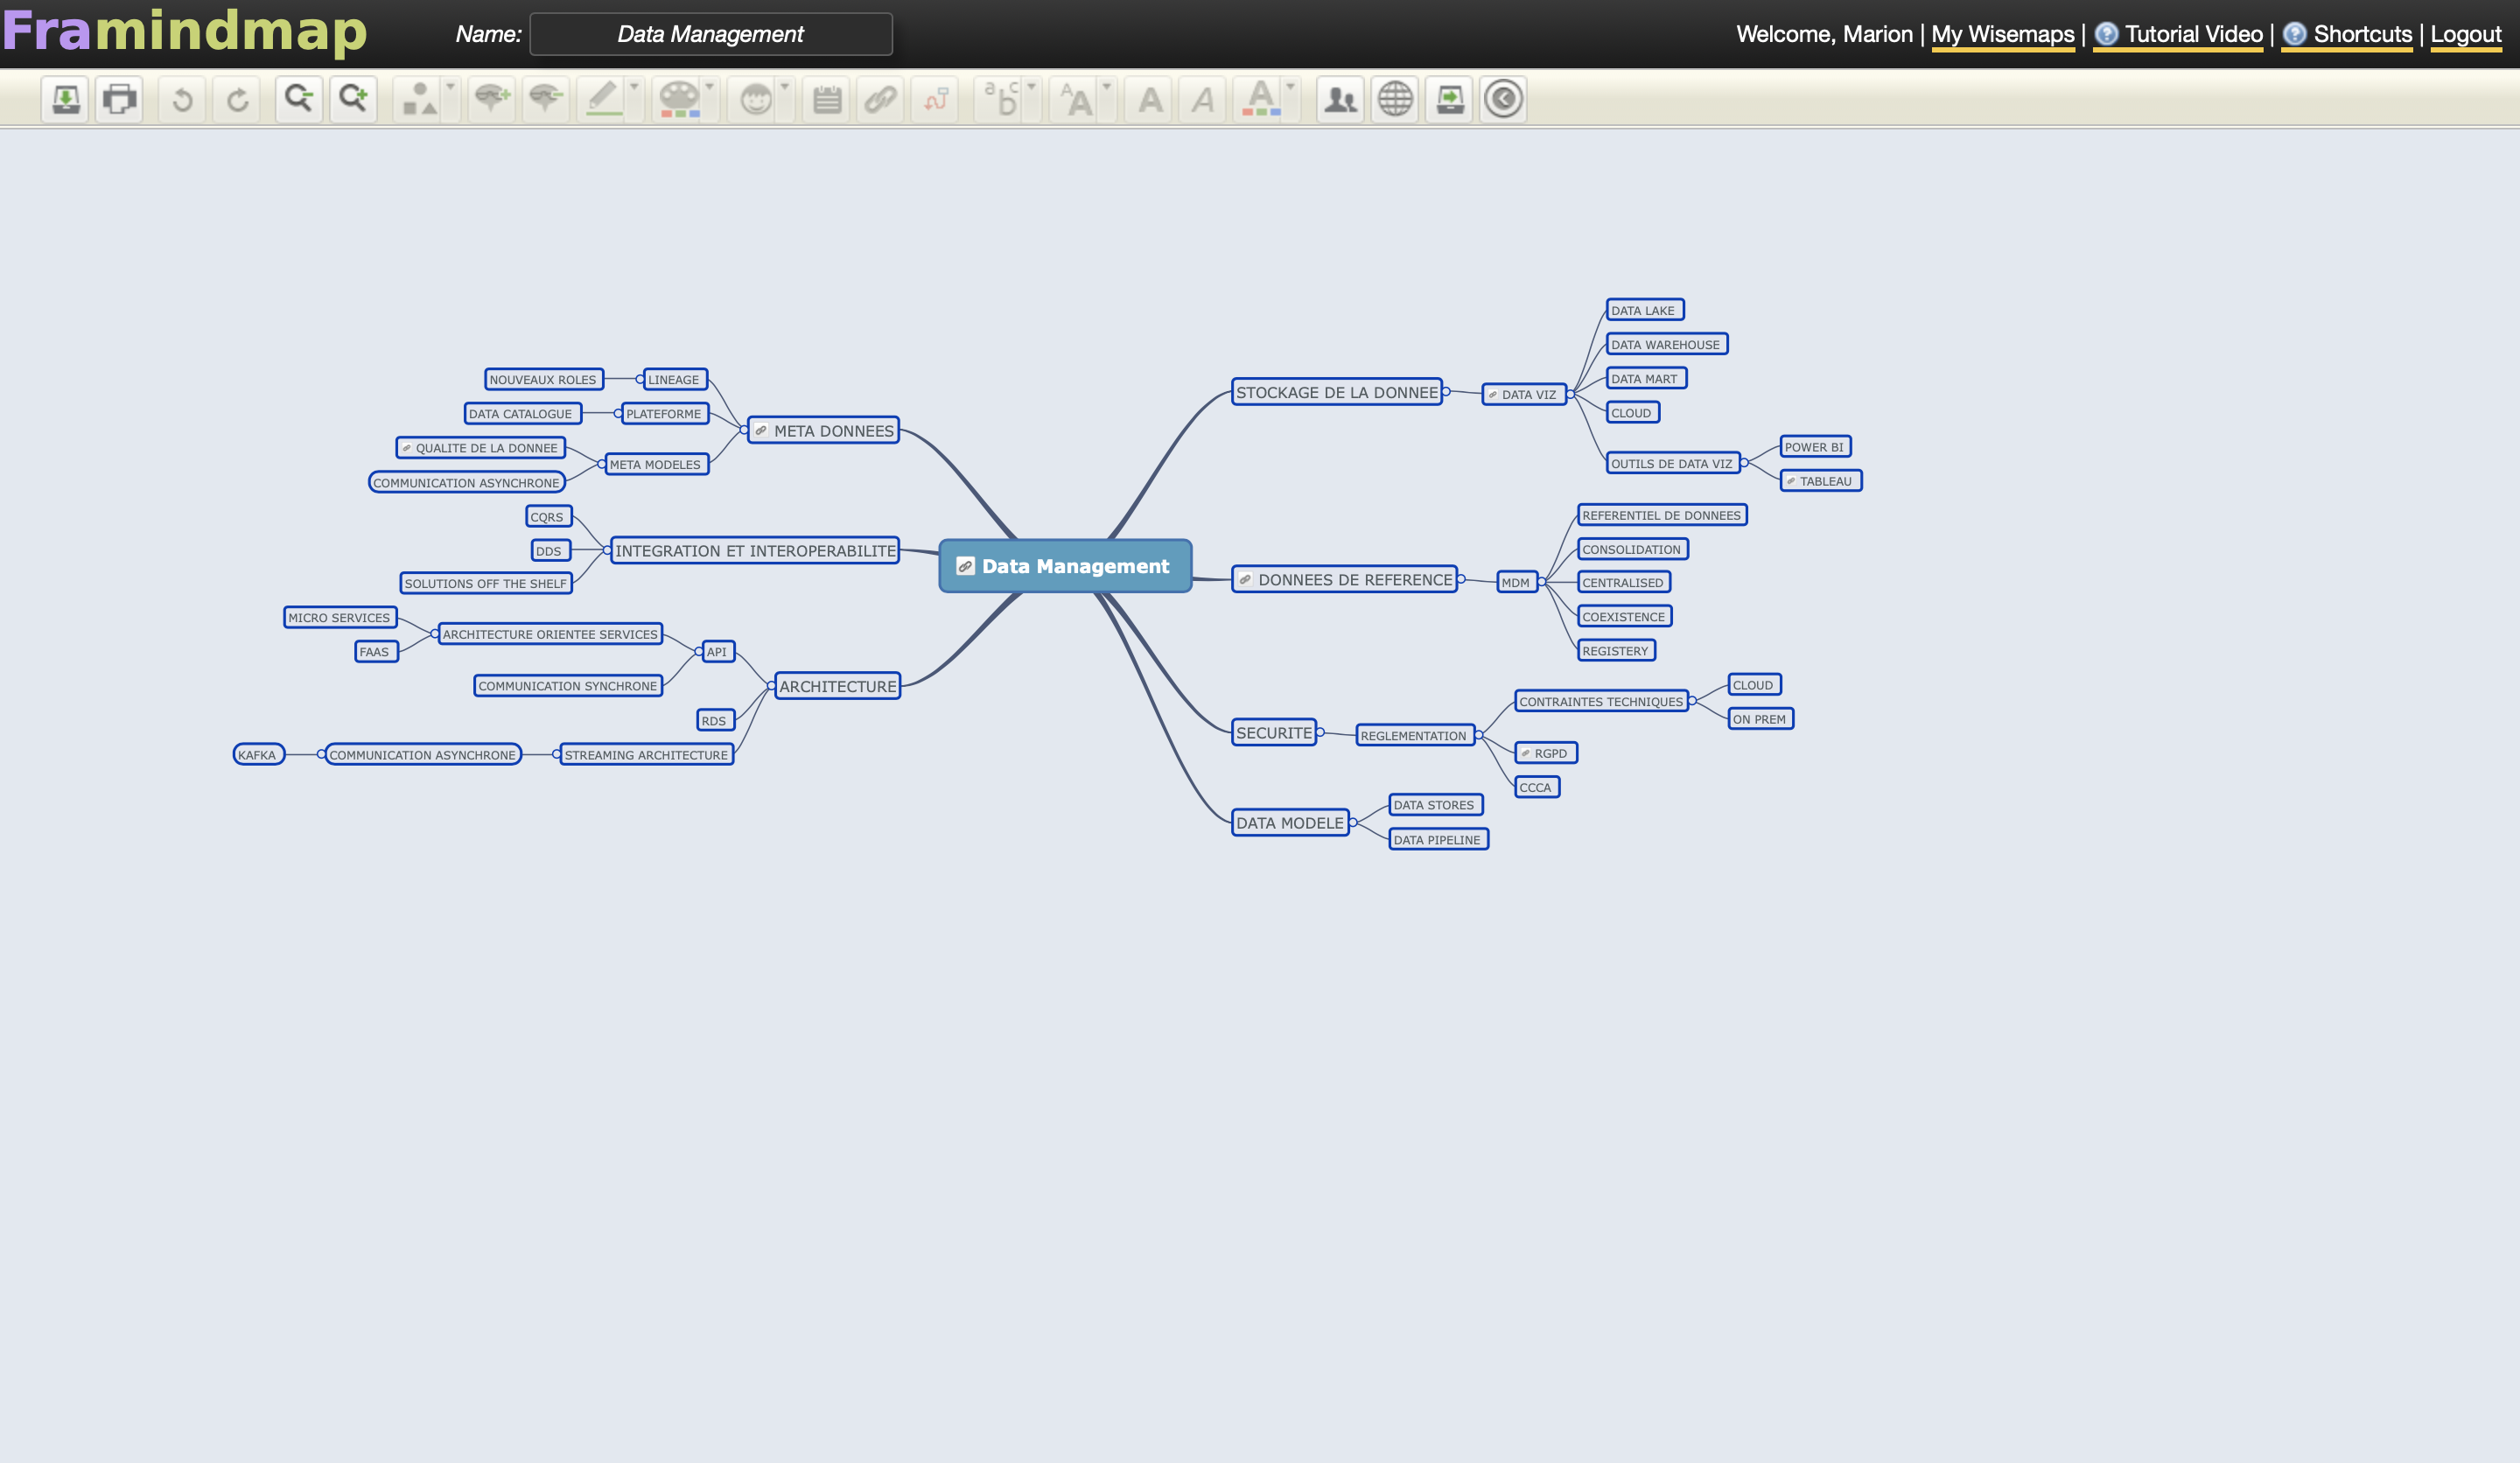 Framindmap
Name: Data Management
Welcome, Marion | My Wisemaps | ? Tutorial Video | ? Shortcuts | Logout
NOUVEAUX ROLES
LINEAGE
DATA CATALOGUE
PLATEFORME
META DONNEES
QUALITE DE LA DONNEE
META MODELES
COMMUNICATION ASYNCHRONE
CQRS
DDS
INTEGRATION ET INTEROPERABILITE
SOLUTIONS OFF THE SHELF
MICRO SERVICES
ARCHITECTURE ORIENTEE SERVICES
FAAS
API
COMMUNICATION SYNCHRONE
ARCHITECTURE
RDS
KAFKA
COMMUNICATION ASYNCHRONE
STREAMING ARCHITECTURE
Data Management
STOCKAGE DE LA DONNEE
DATA VIZ
DATA LAKE
DATA WAREHOUSE
DATA MART
CLOUD
OUTILS DE DATA VIZ
POWER BI
TABLEAU
DONNEES DE REFERENCE
MDM
REFERENTIEL DE DONNEES
CONSOLIDATION
CENTRALISED
COEXISTENCE
REGISTERY
SECURITE
REGLEMENTATION
CONTRAINTES TECHNIQUES
CLOUD
ON PREM
RGPD
CCCA
DATA MODELE
DATA STORES
DATA PIPELINE